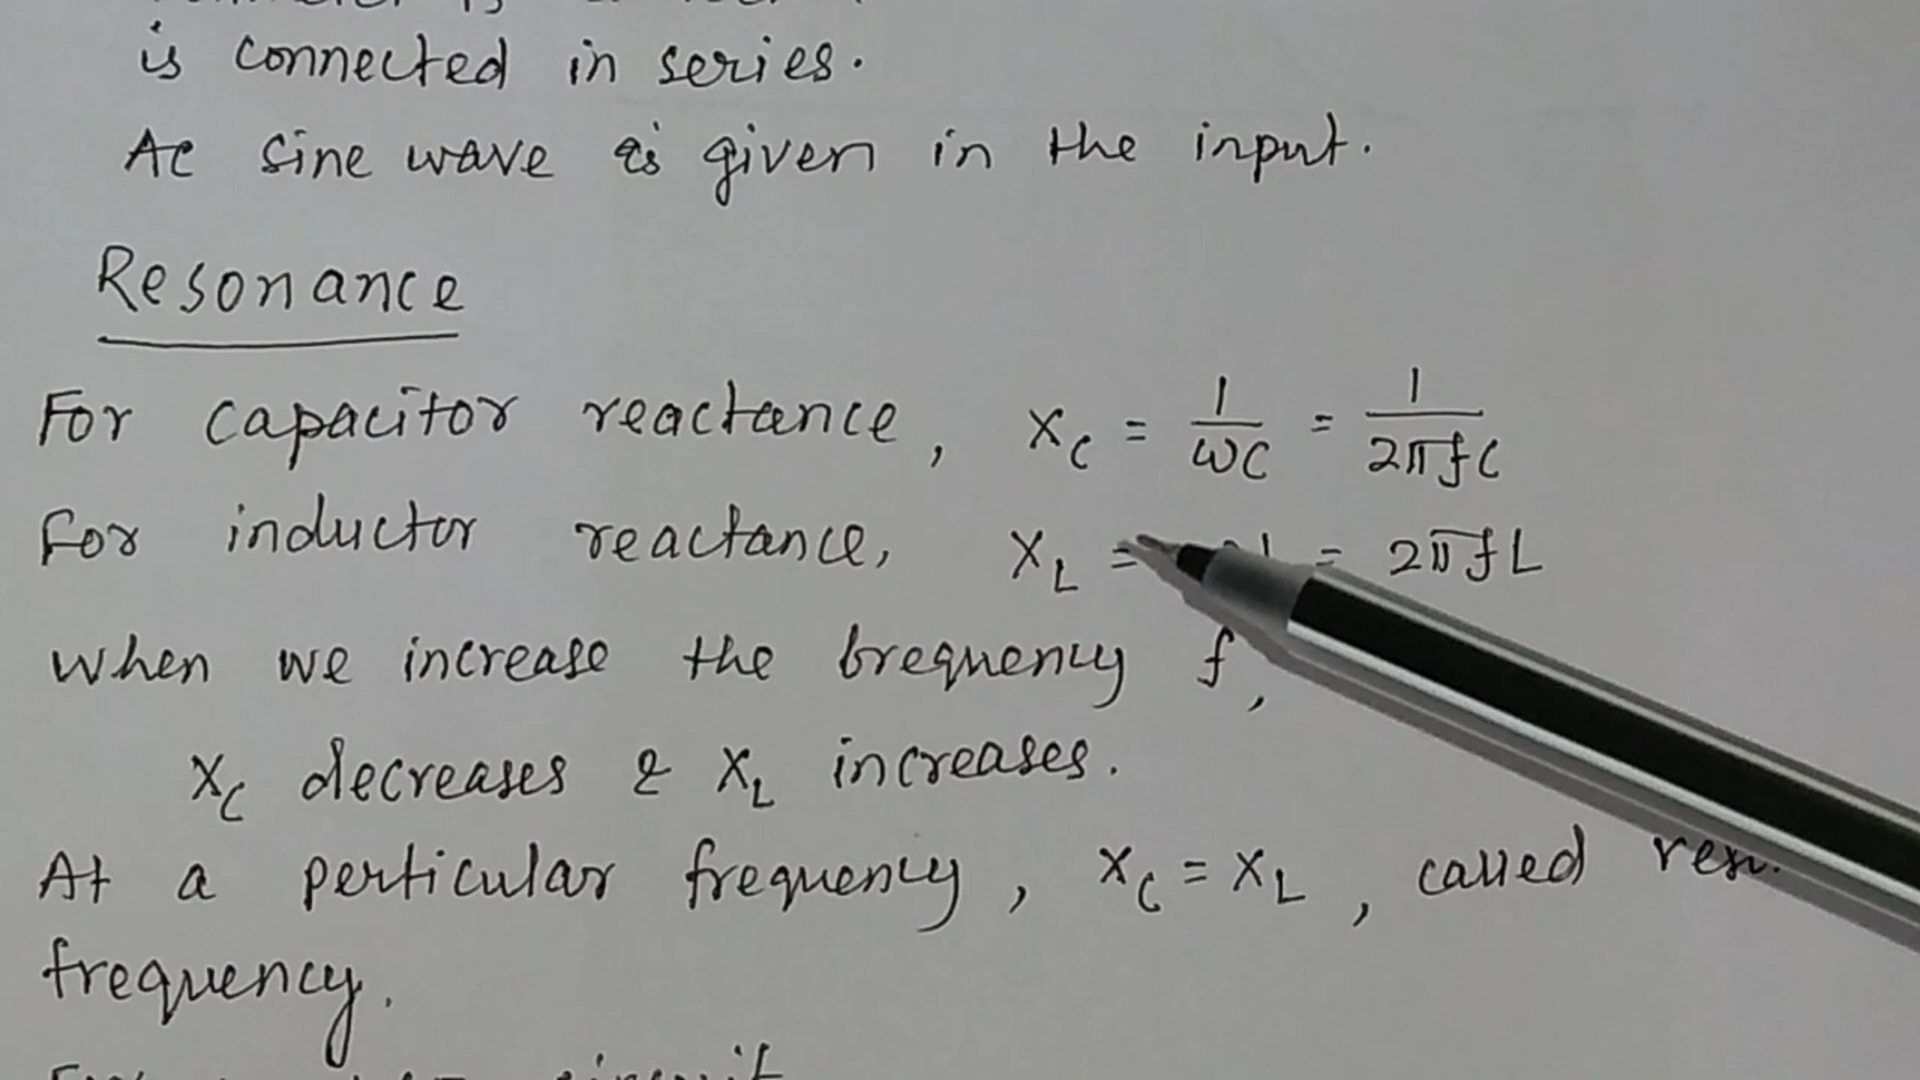 is connected in series.
AC sine wave is given in the input.
Resonance
For capacitor reactance, Xc = 1/ωC = 1/2πfC
For inductor reactance, XL = = 2πfL
when we increase the frequency f,
Xc decreases & XL increases.
At a perticular frequency, Xc = XL, called
frequency.
circuit